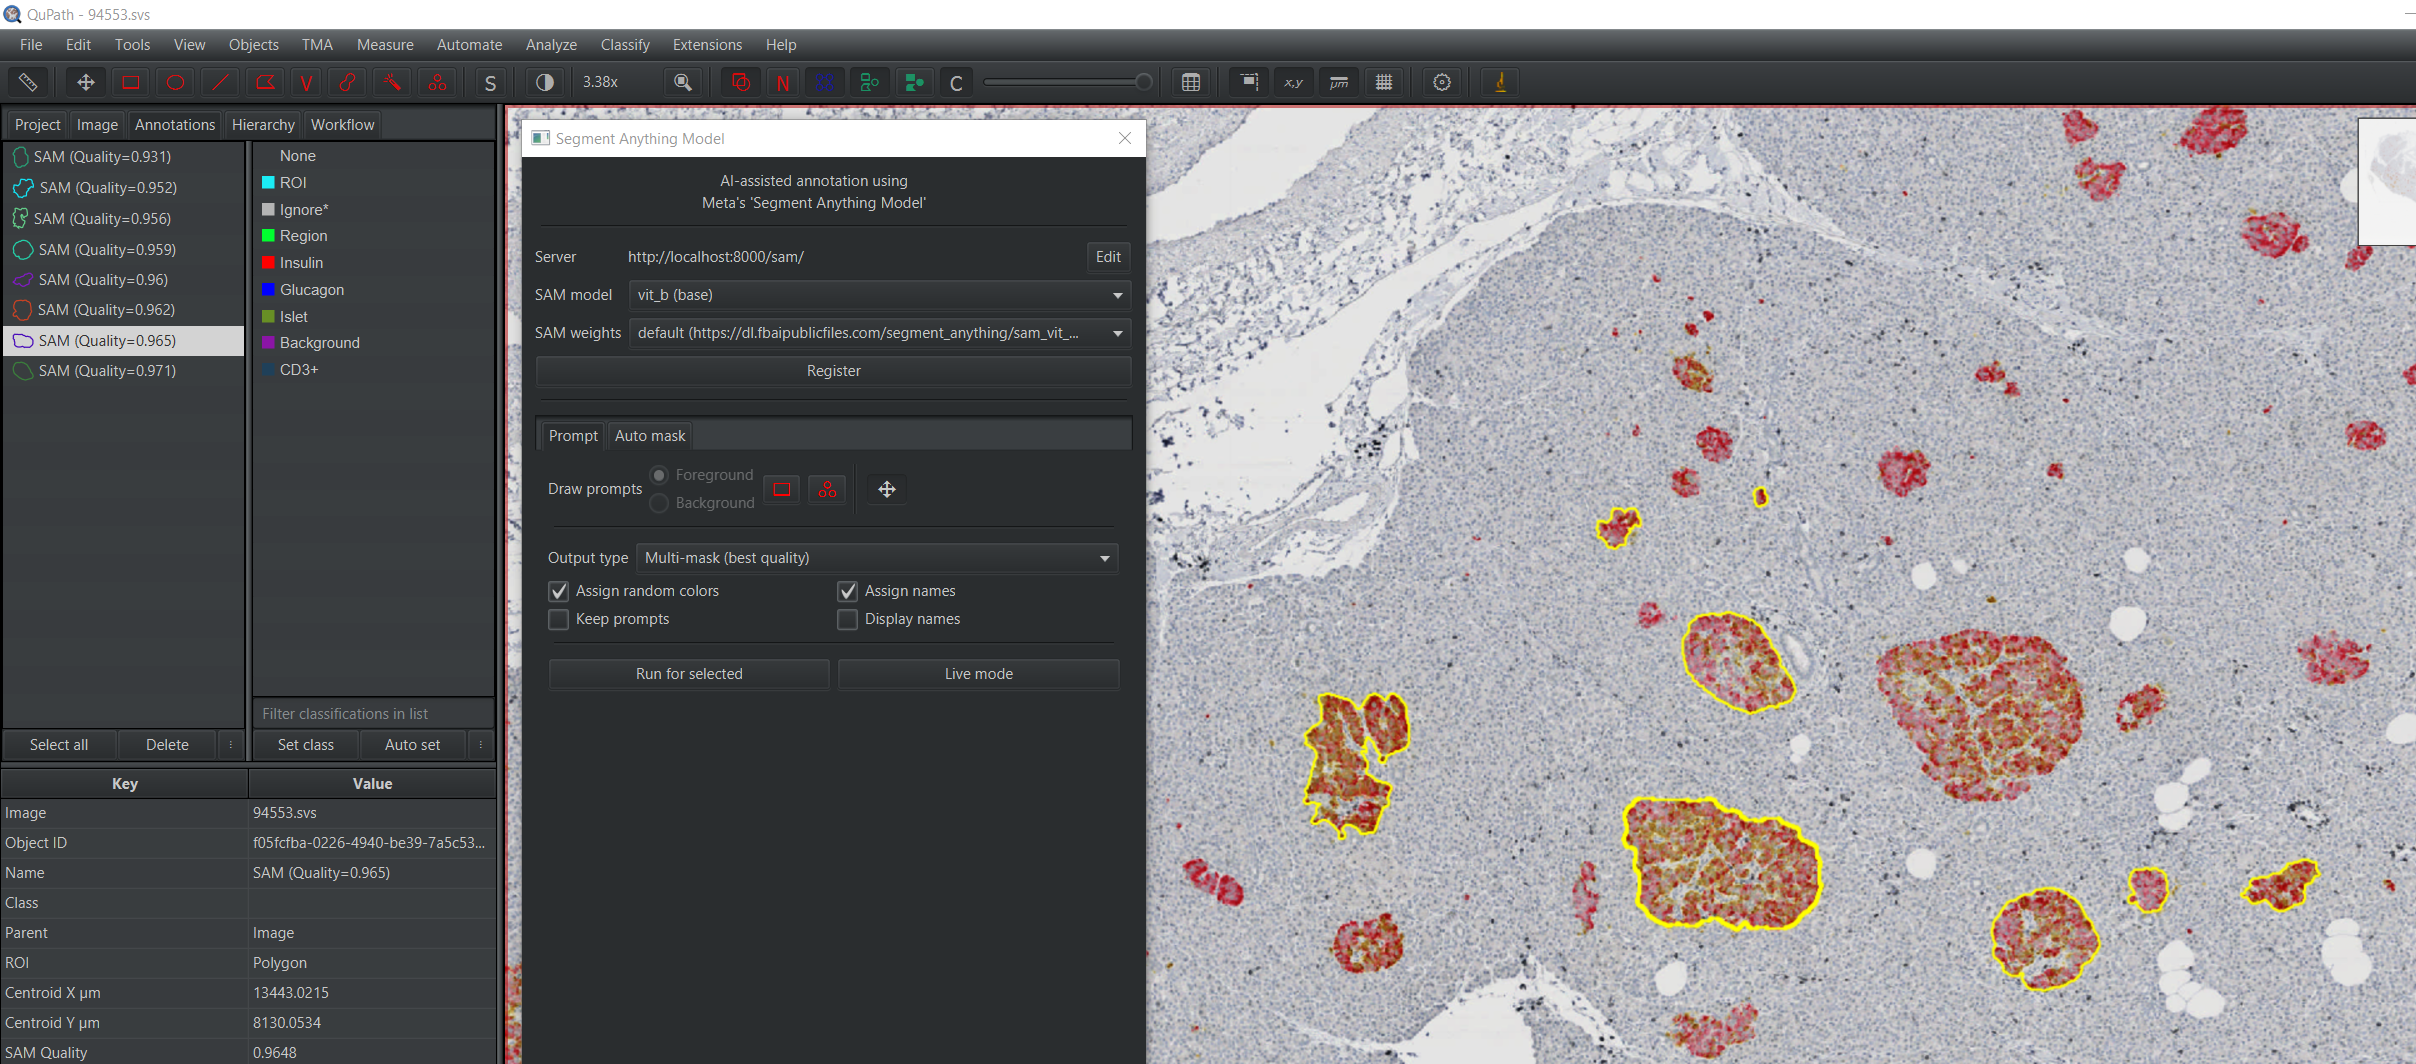 QuPath - 94553.svs
File Edit Tools View Objects TMA Measure Automate Analyze Classify Extensions Help
V S 3.38x N C x,y µm
Project Image Annotations Hierarchy Workflow
SAM (Quality=0.931)
SAM (Quality=0.952)
SAM (Quality=0.956)
SAM (Quality=0.959)
SAM (Quality=0.96)
SAM (Quality=0.962)
SAM (Quality=0.965)
SAM (Quality=0.971)
None
ROI
Ignore*
Region
Insulin
Glucagon
Islet
Background
CD3+
Filter classifications in list
Select all Delete Set class Auto set
Key Value
Image 94553.svs
Object ID f05fcfba-0226-4940-be39-7a5c53...
Name SAM (Quality=0.965)
Class
Parent Image
ROI Polygon
Centroid X µm 13443.0215
Centroid Y µm 8130.0534
SAM Quality 0.9648
Segment Anything Model
AI-assisted annotation using
Meta's 'Segment Anything Model'
Server http://localhost:8000/sam/ Edit
SAM model vit_b (base)
SAM weights default (https://dl.fbaipublicfiles.com/segment_anything/sam_vit_...
Register
Prompt Auto mask
Draw prompts Foreground
Background
Output type Multi-mask (best quality)
Assign random colors Assign names
Keep prompts Display names
Run for selected Live mode